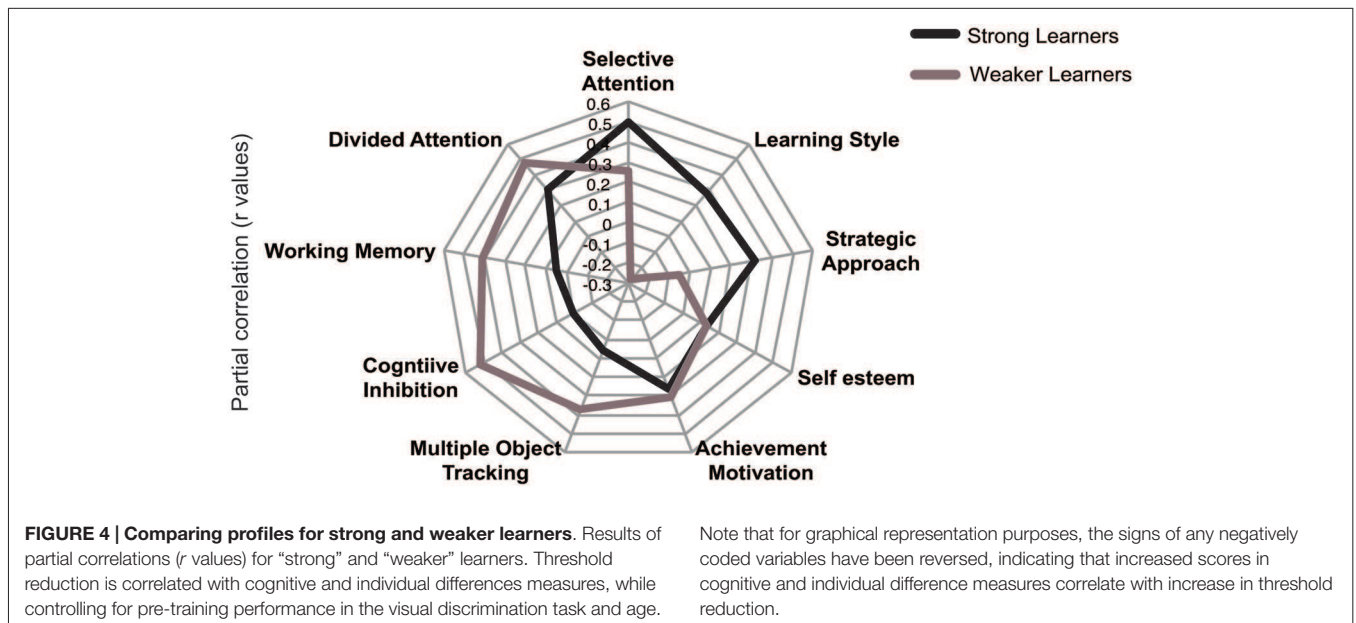 Strong Learners
Weaker Learners
Selective
Attention
Divided Attention
Learning Style
Working Memory
Strategic
Approach
Cogntiive
Inhibition
Self esteem
Multiple Object
Tracking
Achievement
Motivation
0.6
0.5
0.4
0.3
0.2
0.1
0
-0.1
-0.2
-0.3
Partial correlation (r values)
FIGURE 4 | Comparing profiles for strong and weaker learners. Results of
partial correlations (r values) for “strong” and “weaker” learners. Threshold
reduction is correlated with cognitive and individual differences measures, while
controlling for pre-training performance in the visual discrimination task and age.
Note that for graphical representation purposes, the signs of any negatively
coded variables have been reversed, indicating that increased scores in
cognitive and individual difference measures correlate with increase in threshold
reduction.